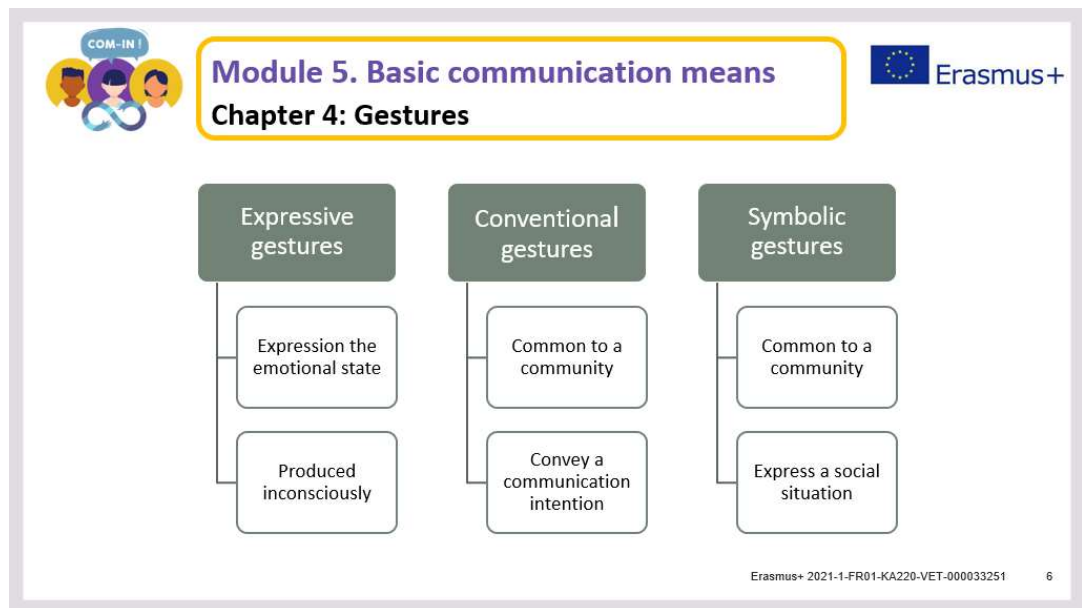 COM-IN !
Module 5. Basic communication means
Chapter 4: Gestures
Erasmus+
Expressive
gestures
Expression the
emotional state
Produced
inconsciously
Conventional
gestures
Common to a
community
Convey a
communication
intention
Symbolic
gestures
Common to a
community
Express a social
situation
Erasmus+ 2021-1-FR01-KA220-VET-000033251
6